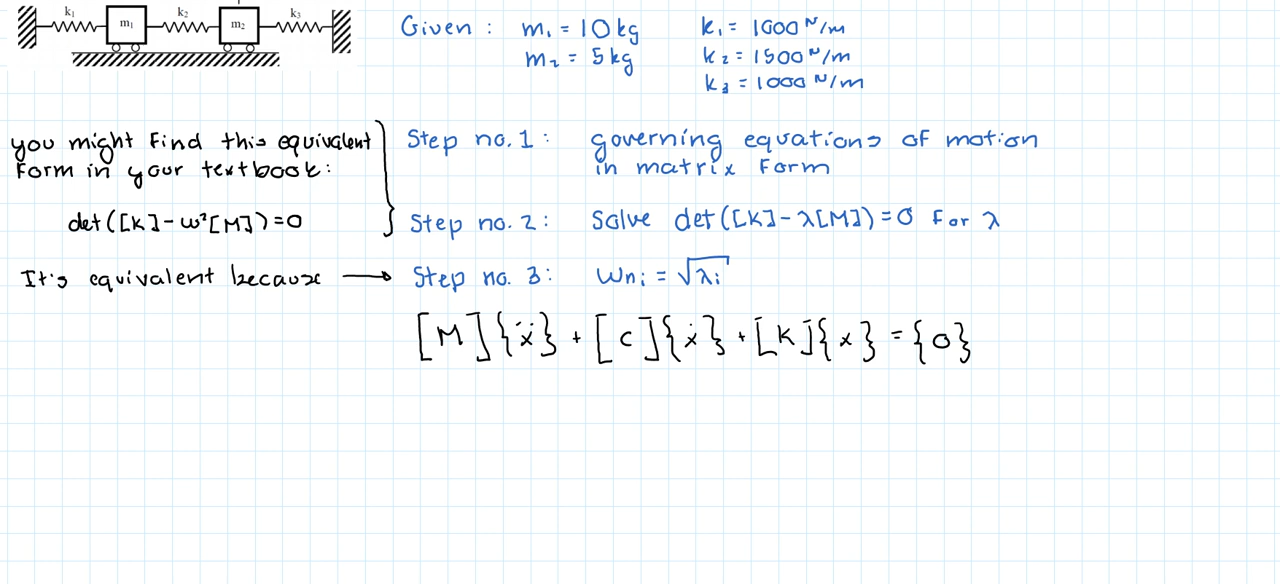 k₁ m₁ k₂ m₂ k₃
Given : m₁ = 10 kg k₁ = 1000 N/m
m₂ = 5 kg k₂ = 1500 N/m
k₃ = 1000 N/m
you might find this equivalent
form in your textbook:
det([K]-ω²[M])=0
It's equivalent because →
Step no. 1 : governing equations of motion
in matrix form
Step no. 2 : Solve det([K]-λ[M])=0 for λ
Step no. 3 : ωnᵢ = √λᵢ
[M]{ẍ} + [C]{ẋ} + [K]{x} = {0}